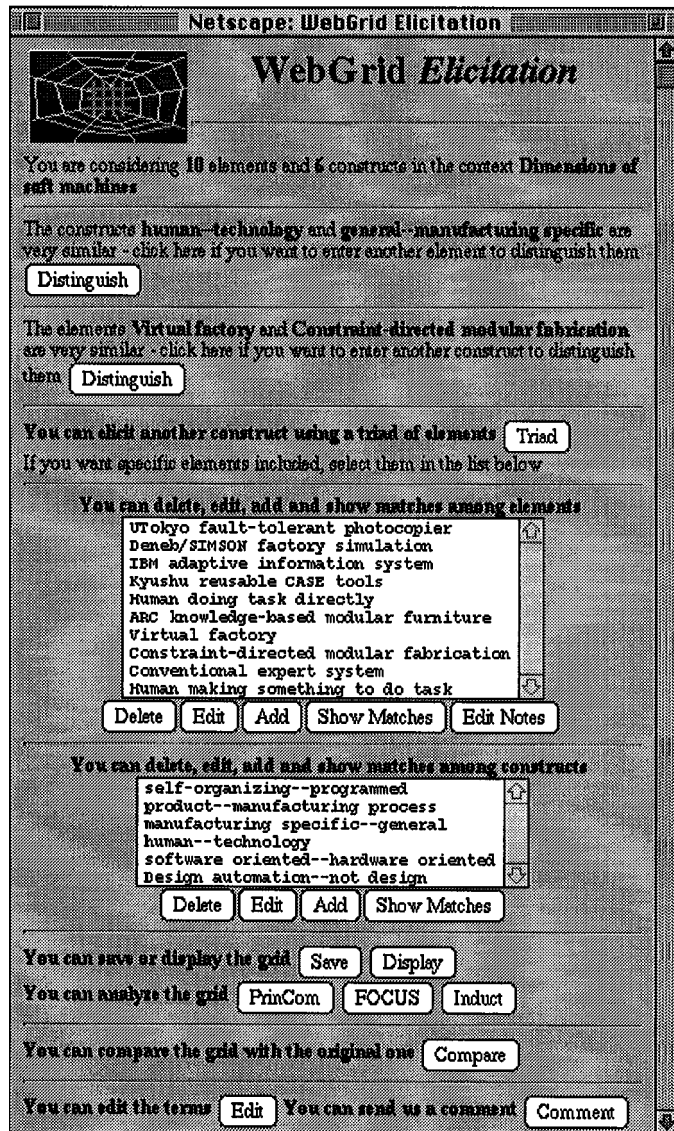 Netscape: WebGrid Elicitation
WebGrid Elicitation
You are considering 10 elements and 6 constructs in the context Dimensions of
soft machines
The constructs human--technology and general--manufacturing specific are
very similar - click here if you want to enter another element to distinguish them
Distinguish
The elements Virtual factory and Constraint-directed modular fabrication
are very similar - click here if you want to enter another construct to distinguish
them Distinguish
You can elicit another construct using a triad of elements Triad
If you want specific elements included, select them in the list below
You can delete, edit, add and show matches among elements
UTokyo fault-tolerant photocopier
Deneb/SIMSON factory simulation
IBM adaptive information system
Kyushu reusable CASE tools
Human doing task directly
ARC knowledge-based modular furniture
Virtual factory
Constraint-directed modular fabrication
Conventional expert system
Human making something to do task
Delete Edit Add Show Matches Edit Notes
You can delete, edit, add and show matches among constructs
self-organizing--programmed
product--manufacturing process
manufacturing specific--general
human--technology
software oriented--hardware oriented
Design automation--not design
Delete Edit Add Show Matches
You can save or display the grid Save Display
You can analyze the grid PrinCom FOCUS Induct
You can compare the grid with the original one Compare
You can edit the terms Edit You can send us a comment Comment